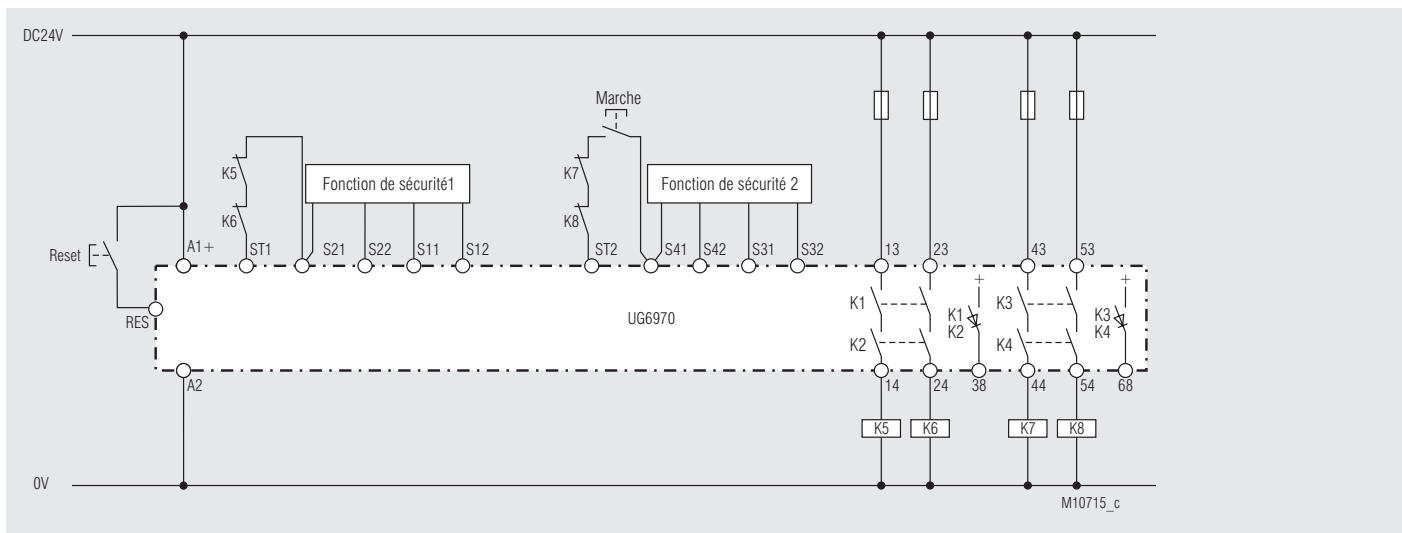 DC24V
Marche
K5
Fonction de sécurité1
K7
Fonction de sécurité 2
K6
K8
Reset
A1+
ST1
S21
S22
S11
S12
ST2
S41
S42
S31
S32
13
23
43
53
RES
UG6970
K1
K2
+
K1
K2
K3
K4
+
K3
K4
A2
14
24
38
44
54
68
K5
K6
K7
K8
0V
M10715_c